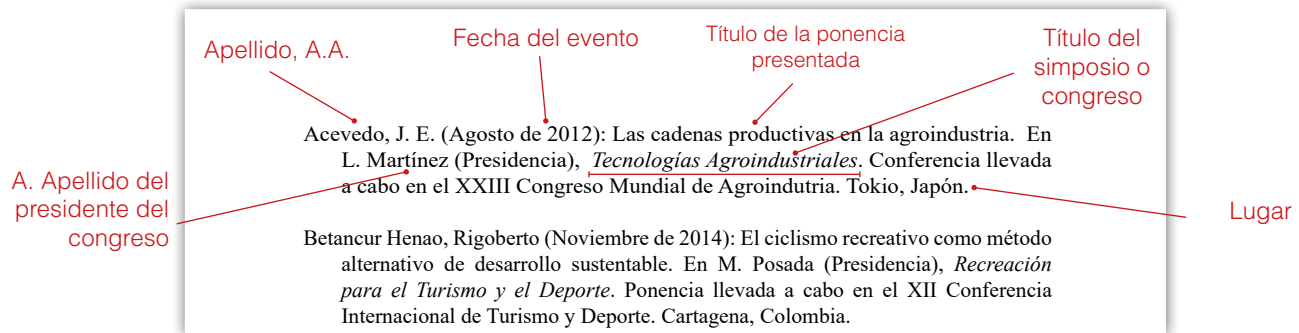 Apellido, A.A.
Fecha del evento
Título de la ponencia
presentada
Título del
simposio o
congreso
Acevedo, J. E. (Agosto de 2012): Las cadenas productivas en la agroindustria. En
L. Martínez (Presidencia), Tecnologías Agroindustriales. Conferencia llevada
a cabo en el XXIII Congreso Mundial de Agroindutria. Tokio, Japón.
A. Apellido del
presidente del
congreso
Lugar
Betancur Henao, Rigoberto (Noviembre de 2014): El ciclismo recreativo como método
alternativo de desarrollo sustentable. En M. Posada (Presidencia), Recreación
para el Turismo y el Deporte. Ponencia llevada a cabo en el XII Conferencia
Internacional de Turismo y Deporte. Cartagena, Colombia.